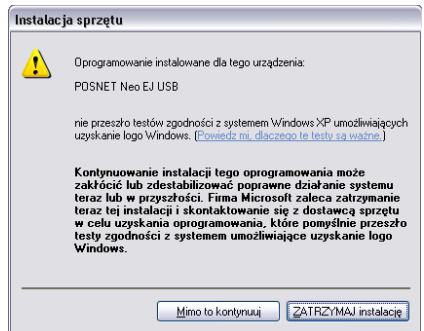 Instalacja sprzętu
Oprogramowanie instalowane dla tego urządzenia:
POSNET Neo EJ USB
nie przeszło testów zgodności z systemem Windows XP umożliwiających
uzyskanie logo Windows. (Powiedz mi, dlaczego te testy są ważne.)
Kontynuowanie instalacji tego oprogramowania może
zakłócić lub zdestabilizować poprawne działanie systemu
teraz lub w przyszłości. Firma Microsoft zaleca zatrzymanie
teraz tej instalacji i skontaktowanie się z dostawcą sprzętu
w celu uzyskania oprogramowania, które pomyślnie przeszło
testy zgodności z systemem umożliwiające uzyskanie logo
Windows.
Mimo to kontynuuj
ZATRZYMAJ instalację